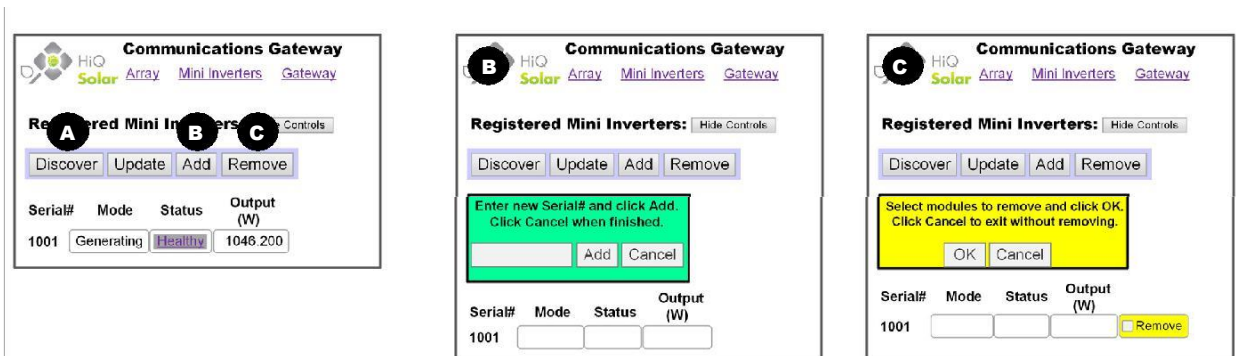 HiQ
Solar
Communications Gateway
Array Mini Inverters Gateway
A B C
Controls
Discover Update Add Remove
Serial# Mode Status Output (W)
1001 Generating Healthy 1046.200
B
HiQ
Solar
Communications Gateway
Array Mini Inverters Gateway
Registered Mini Inverters: Hide Controls
Discover Update Add Remove
Enter new Serial# and click Add.
Click Cancel when finished.
Add Cancel
Serial# Mode Status Output (W)
1001
C
HiQ
Solar
Communications Gateway
Array Mini Inverters Gateway
Registered Mini Inverters: Hide Controls
Discover Update Add Remove
Select modules to remove and click OK.
Click Cancel to exit without removing.
OK Cancel
Serial# Mode Status Output (W)
1001 Remove